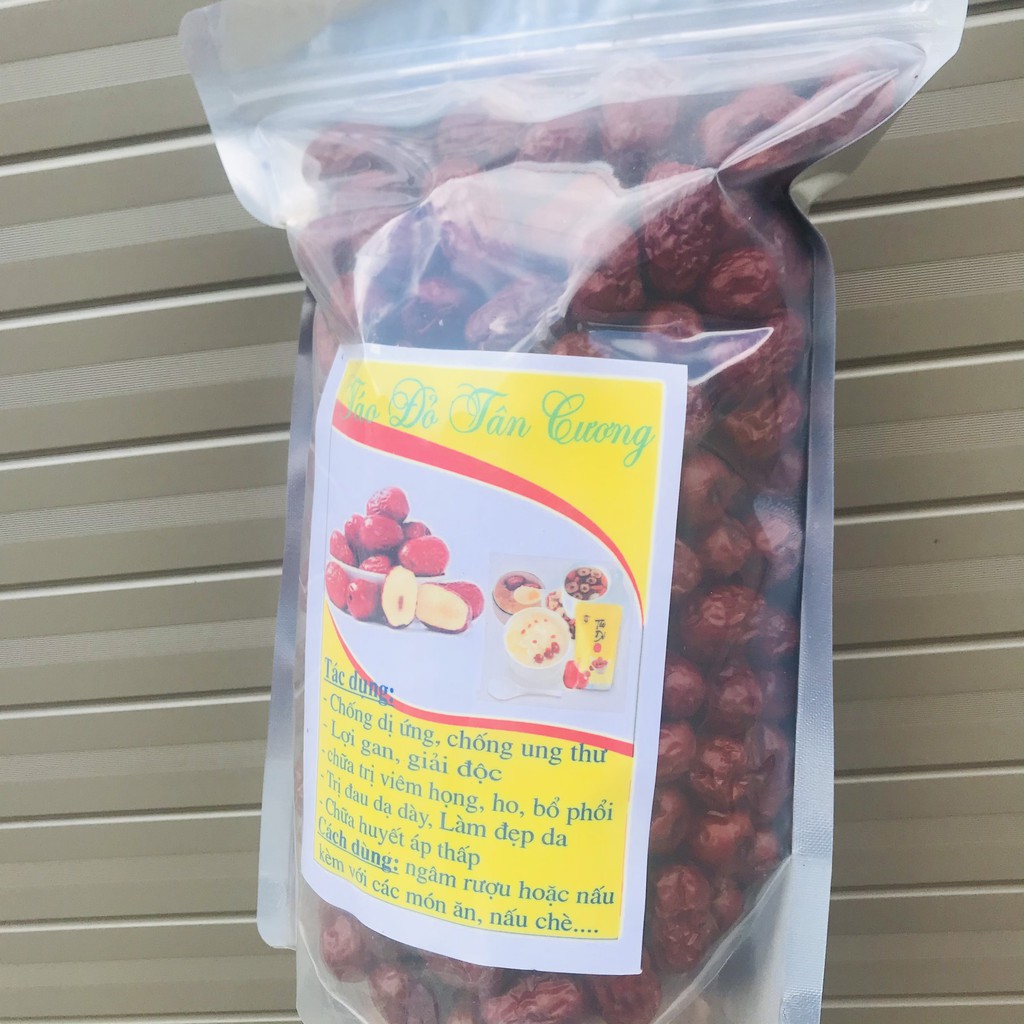 Táo Đỏ Tân Cương
Tác dụng:
- Chống dị ứng, chống ung thư
- Lợi gan, giải độc
- chữa trị viêm họng, ho, bổ phổi
- Trị đau dạ dày, Làm đẹp da
- Chữa huyết áp thấp
Cách dùng: ngâm rượu hoặc nấu
kèm với các món ăn, nấu chè....